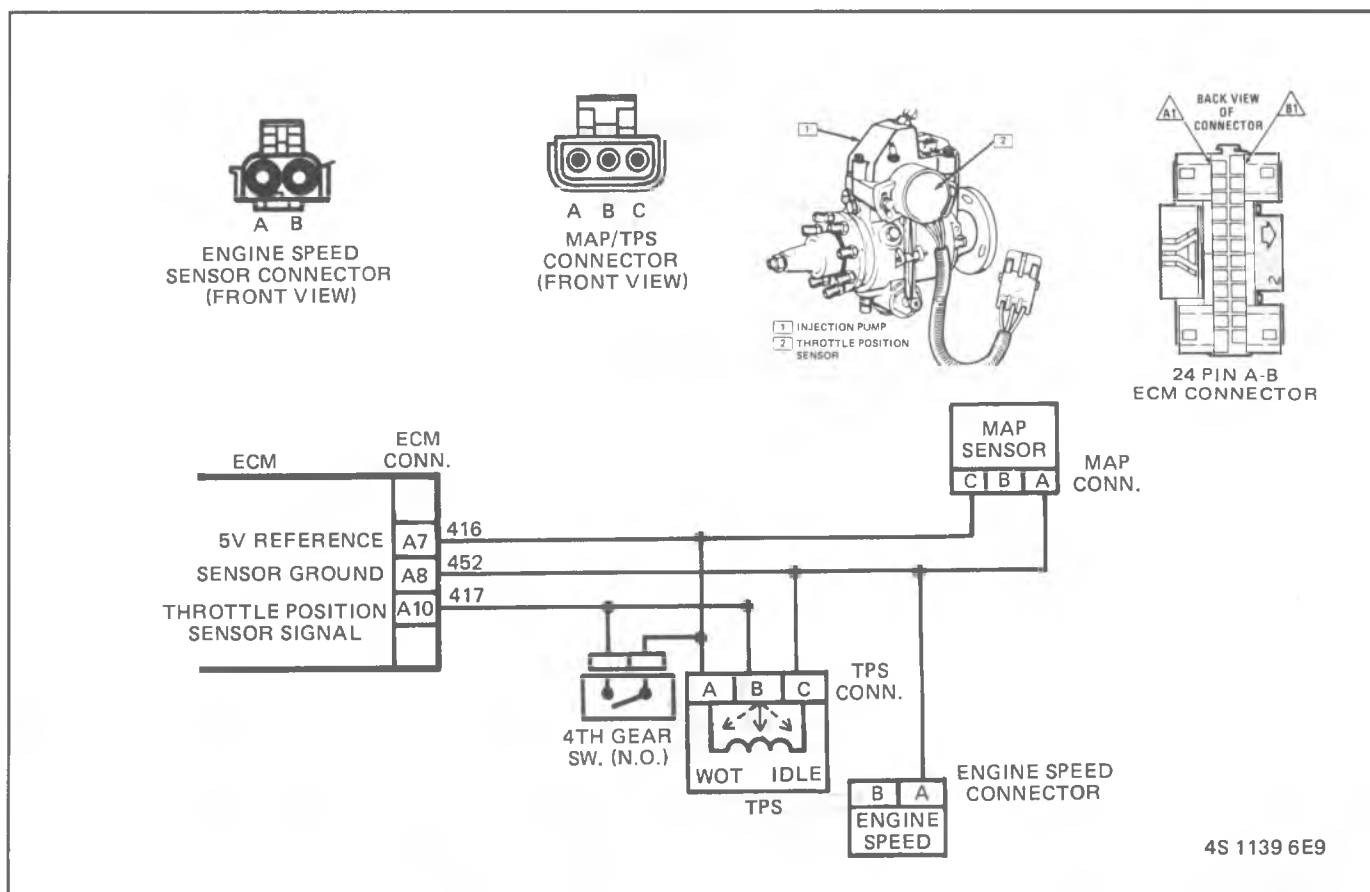 A B
ENGINE SPEED
SENSOR CONNECTOR
(FRONT VIEW)
A B C
MAP/TPS
CONNECTOR
(FRONT VIEW)
1
2
1 INJECTION PUMP
2 THROTTLE POSITION
SENSOR
A1
BACK VIEW
OF
CONNECTOR
B1
2
24 PIN A-B
ECM CONNECTOR
ECM
ECM
CONN.
5V REFERENCE
A7
416
SENSOR GROUND
A8
452
THROTTLE POSITION
SENSOR SIGNAL
A10
417
MAP
SENSOR
C B A
MAP
CONN.
4TH GEAR
SW. (N.O.)
A B C
TPS
CONN.
WOT IDLE
TPS
B A
ENGINE
SPEED
ENGINE SPEED
CONNECTOR
4S 1139 6E9